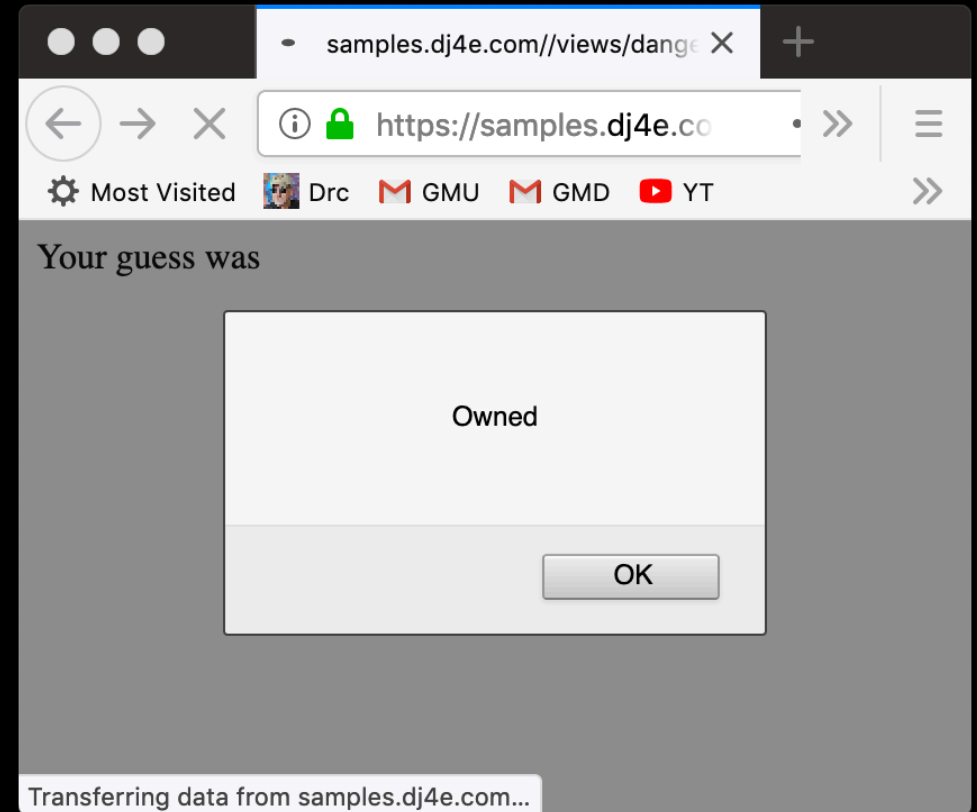 samples.dj4e.com//views/dange
https://samples.dj4e.co
Most Visited Drc GMU GMD YT
Your guess was
Owned
OK
Transferring data from samples.dj4e.com...